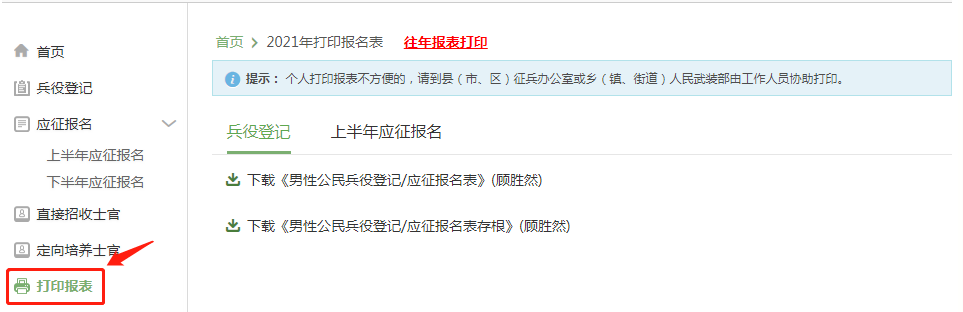 首页
兵役登记
应征报名
上半年应征报名
下半年应征报名
直接招收士官
定向培养士官
打印报表
首页 > 2021年打印报名表 往年报表打印
提示： 个人打印报表不方便的，请到县（市、区）征兵办公室或乡（镇、街道）人民武装部由工作人员协助打印。
兵役登记 上半年应征报名
下载《男性公民兵役登记/应征报名表》(顾胜然)
下载《男性公民兵役登记/应征报名表存根》(顾胜然)